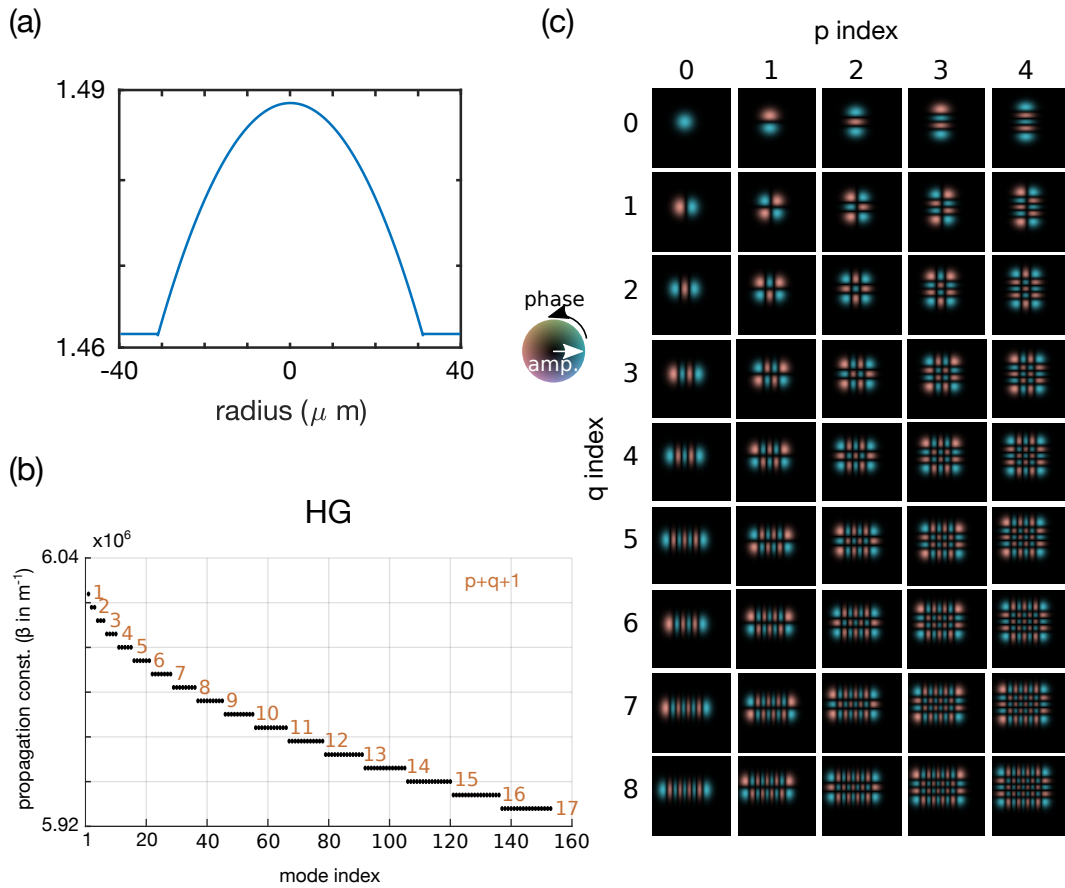 (a)
1.49
1.46
-40 0 40
radius (μ m)
phase
amp.
(b)
HG
x10⁶
6.04
5.92
propagation const. (β in m⁻¹)
p+q+1
1
2
3
4
5
6
7
8
9
10
11
12
13
14
15
16
17
1 20 40 60 80 100 120 140 160
mode index
(c)
p index
0 1 2 3 4
q index
0
1
2
3
4
5
6
7
8